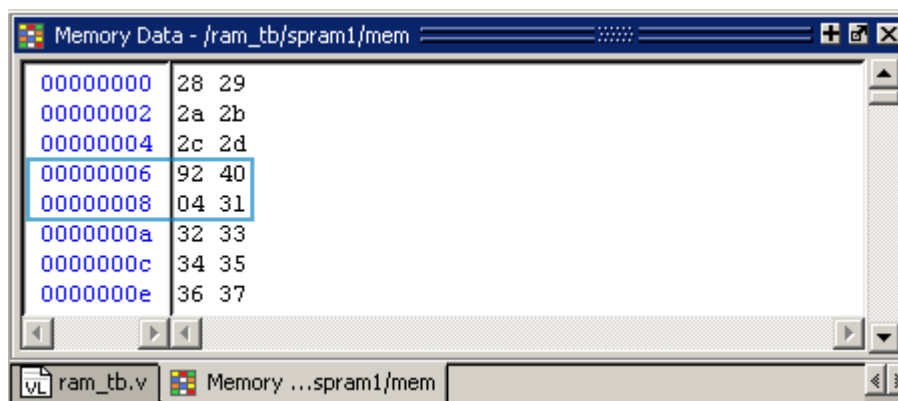 Memory Data - /ram_tb/spram1/mem
00000000 28 29
00000002 2a 2b
00000004 2c 2d
00000006 92 40
00000008 04 31
0000000a 32 33
0000000c 34 35
0000000e 36 37
VL ram_tb.v Memory ...spram1/mem